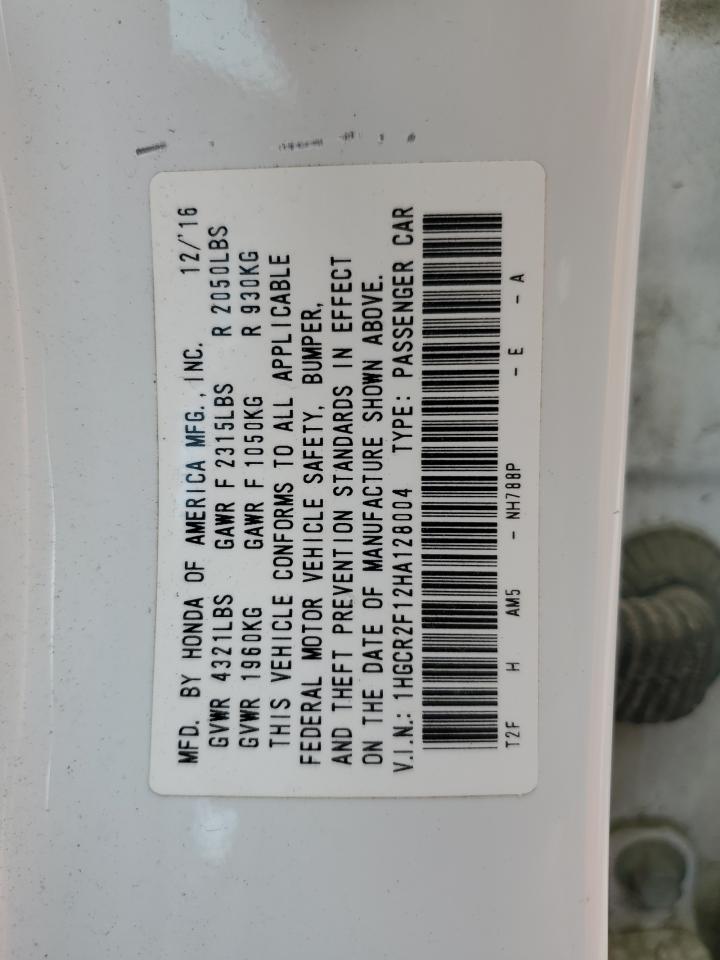 MFD. BY HONDA OF AMERICA MFG., INC. 12/'16
GVWR 4321LBS GAWR F 2315LBS R 2050LBS
GVWR 1960KG GAWR F 1050KG R 930KG
THIS VEHICLE CONFORMS TO ALL APPLICABLE
FEDERAL MOTOR VEHICLE SAFETY, BUMPER,
AND THEFT PREVENTION STANDARDS IN EFFECT
ON THE DATE OF MANUFACTURE SHOWN ABOVE.
V.I.N.: 1HGCR2F12HA128004 TYPE: PASSENGER CAR
T2F H AM5 - NH788P - E - A